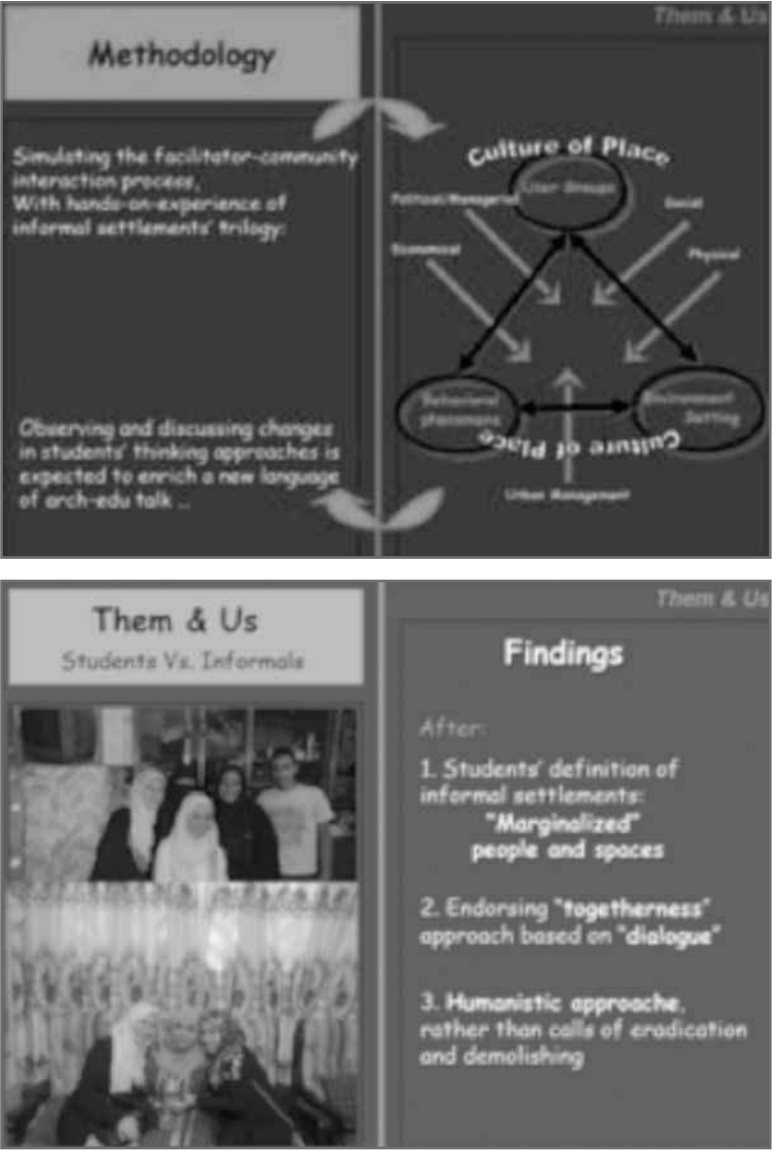 Methodology
Simulating the facilitator-community
interaction process,
With hands-on-experience of
informal settlements' trilogy:
Observing and discussing changes
in students' thinking approaches is
expected to enrich a new language
of arch-edu talk ..
Them & Us
Culture of Place
User Groups
Political/Managerial
Social
Economical
Physical
Behavioral
phenomena
Environment
Setting
Culture of Place
Urban Management
Them & Us
Students Vs. Informals
Them & Us
Findings
After:
1. Students' definition of
informal settlements:
"Marginalized"
people and spaces
2. Endorsing "togetherness"
approach based on "dialogue"
3. Humanistic approache,
rather than calls of eradication
and demolishing